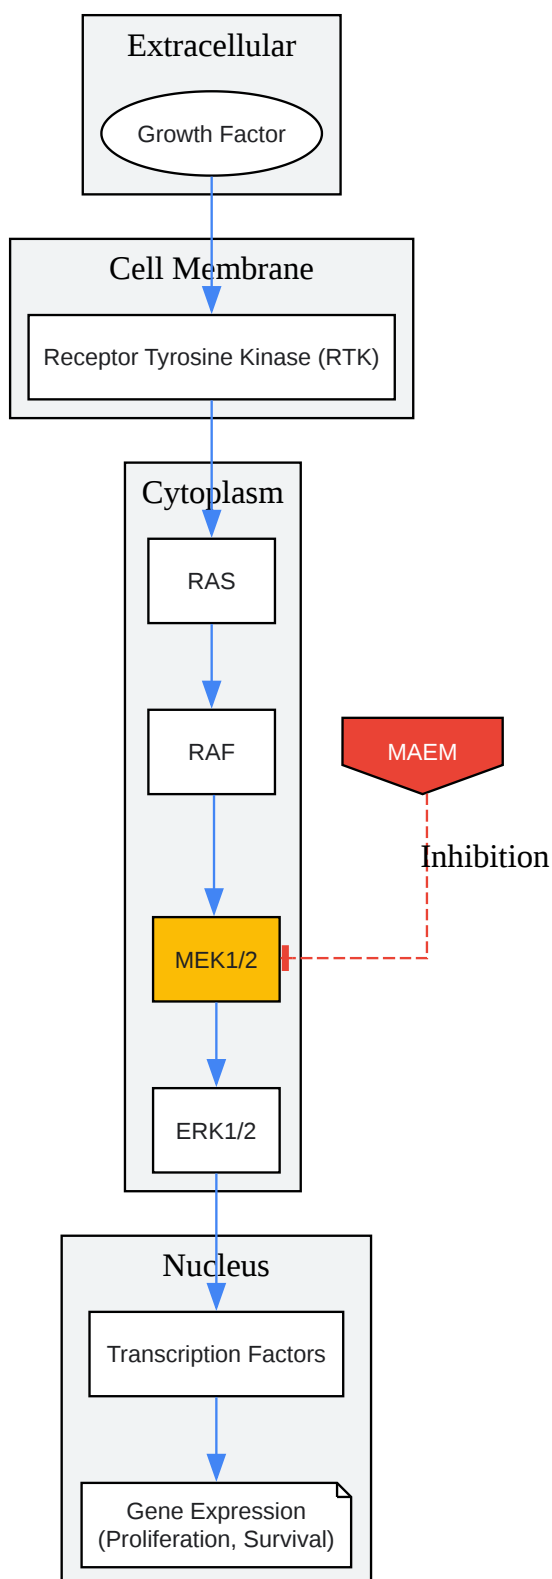 Extracellular
Growth Factor
Cell Membrane
Receptor Tyrosine Kinase (RTK)
Cytoplasm
RAS
RAF
MAEM
Inhibition
MEK1/2
ERK1/2
Nucleus
Transcription Factors
Gene Expression
(Proliferation, Survival)